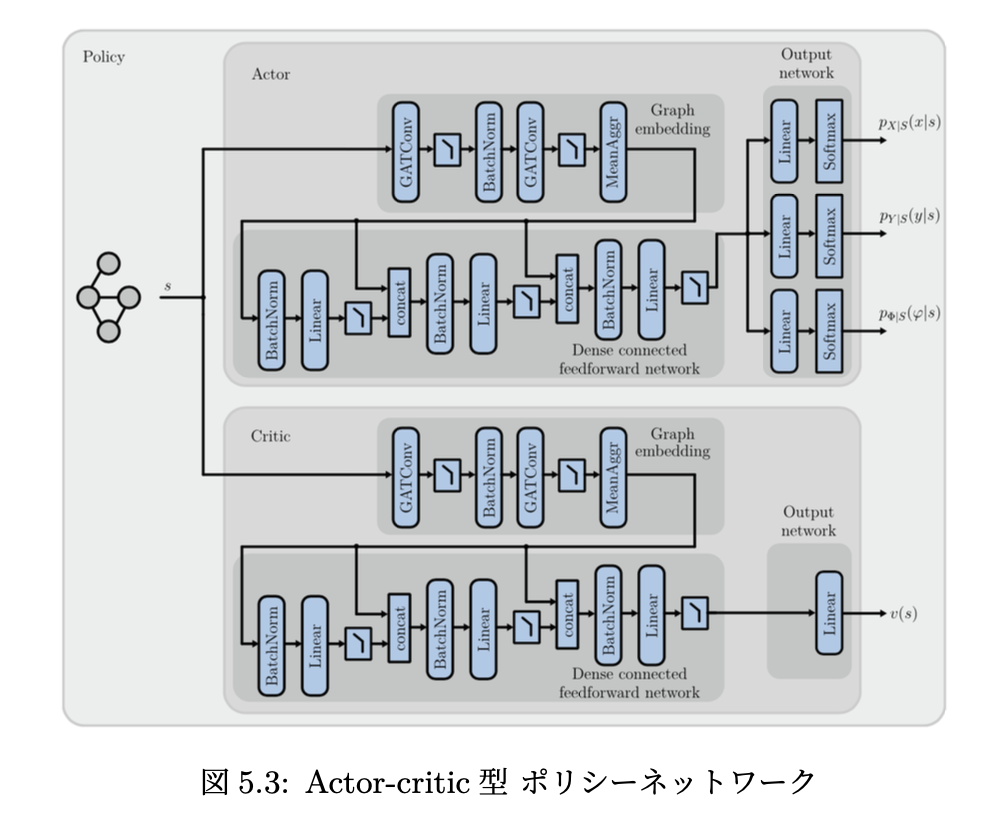 Policy
Actor
Output
network
Graph
embedding
GATConv
BatchNorm
GATConv
MeanAggr
Linear
Softmax
p_{X|S}(x|s)
Linear
Softmax
p_{Y|S}(y|s)
Linear
Softmax
p_{Φ|S}(φ|s)
s
BatchNorm
Linear
concat
BatchNorm
Linear
concat
BatchNorm
Linear
Dense connected
feedforward network
Critic
Graph
embedding
GATConv
BatchNorm
GATConv
MeanAggr
Output
network
BatchNorm
Linear
concat
BatchNorm
Linear
concat
BatchNorm
Linear
Linear
v(s)
Dense connected
feedforward network
図 5.3: Actor-critic 型 ポリシーネットワーク